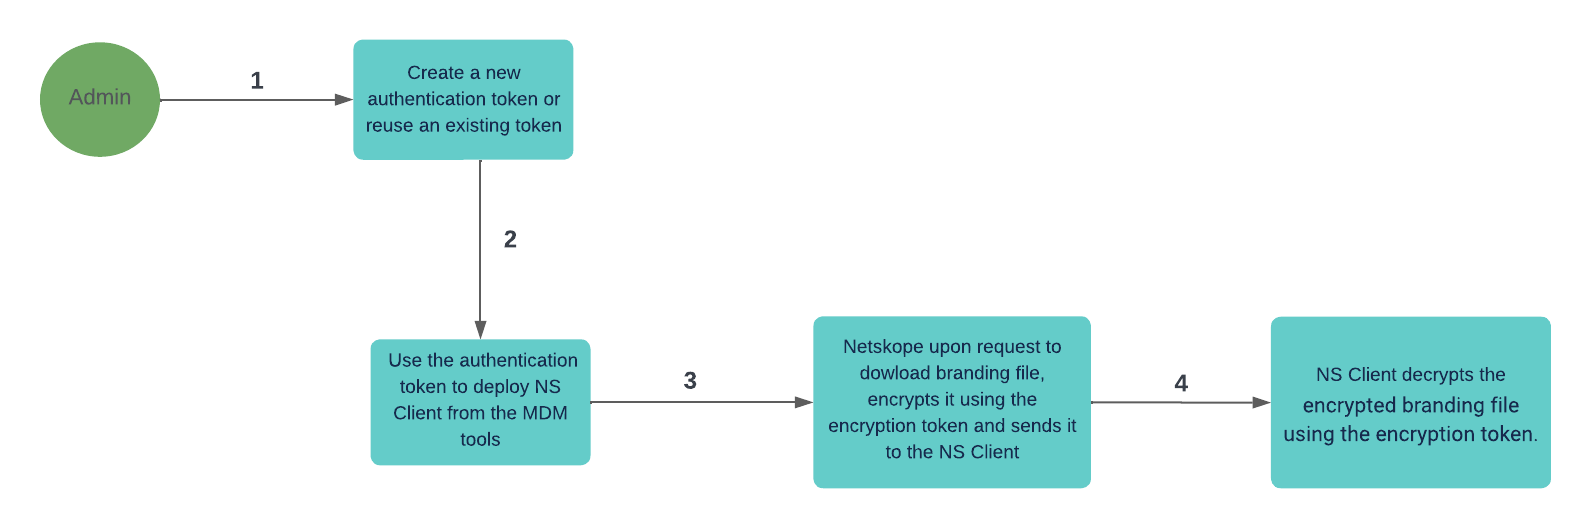 Admin
1
Create a new
authentication token or
reuse an existing token
2
Use the authentication
token to deploy NS
Client from the MDM
tools
3
Netskope upon request to
dowload branding file,
encrypts it using the
encryption token and sends it
to the NS Client
4
NS Client decrypts the
encrypted branding file
using the encryption token.